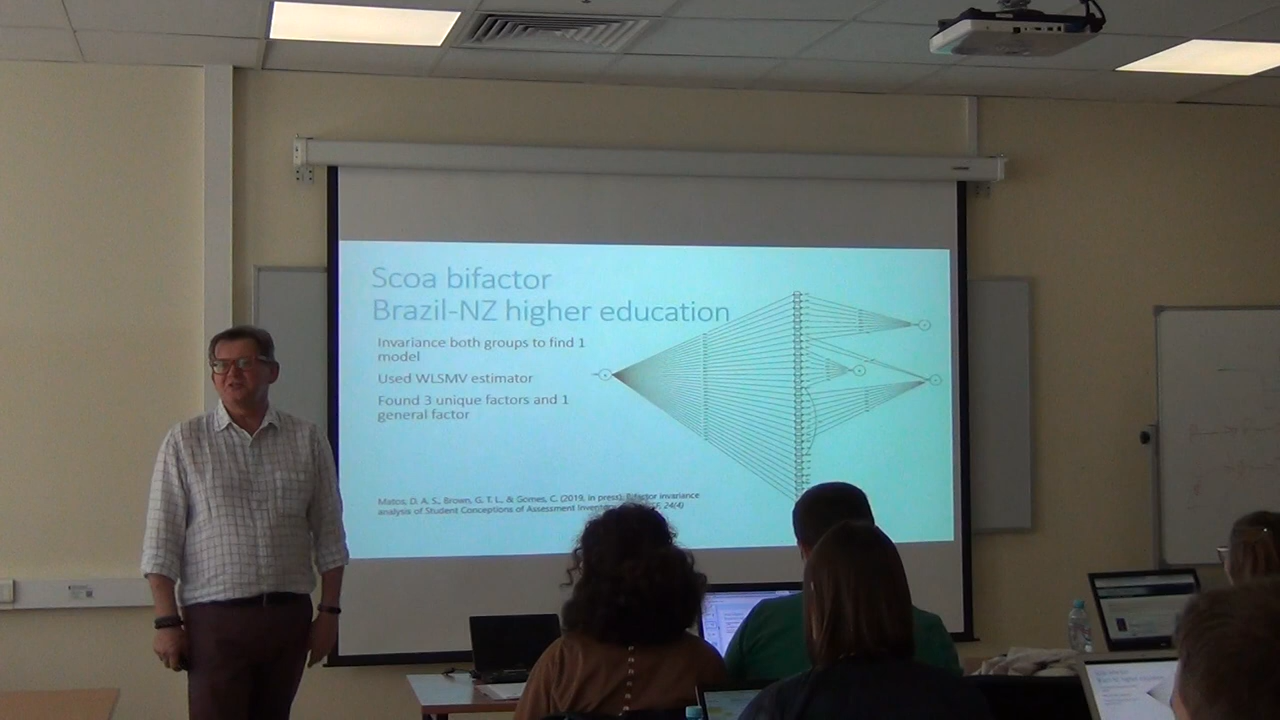 Scoa bifactor
Brazil-NZ higher education
Invariance both groups to find 1
model
Used WLSMV estimator
Found 3 unique factors and 1
general factor
Matos, D. A. S., Brown, G. T. L., & Gomes, C. (2019, in press). Bifactor invariance
analysis of Student Conceptions of Assessment 24(4)